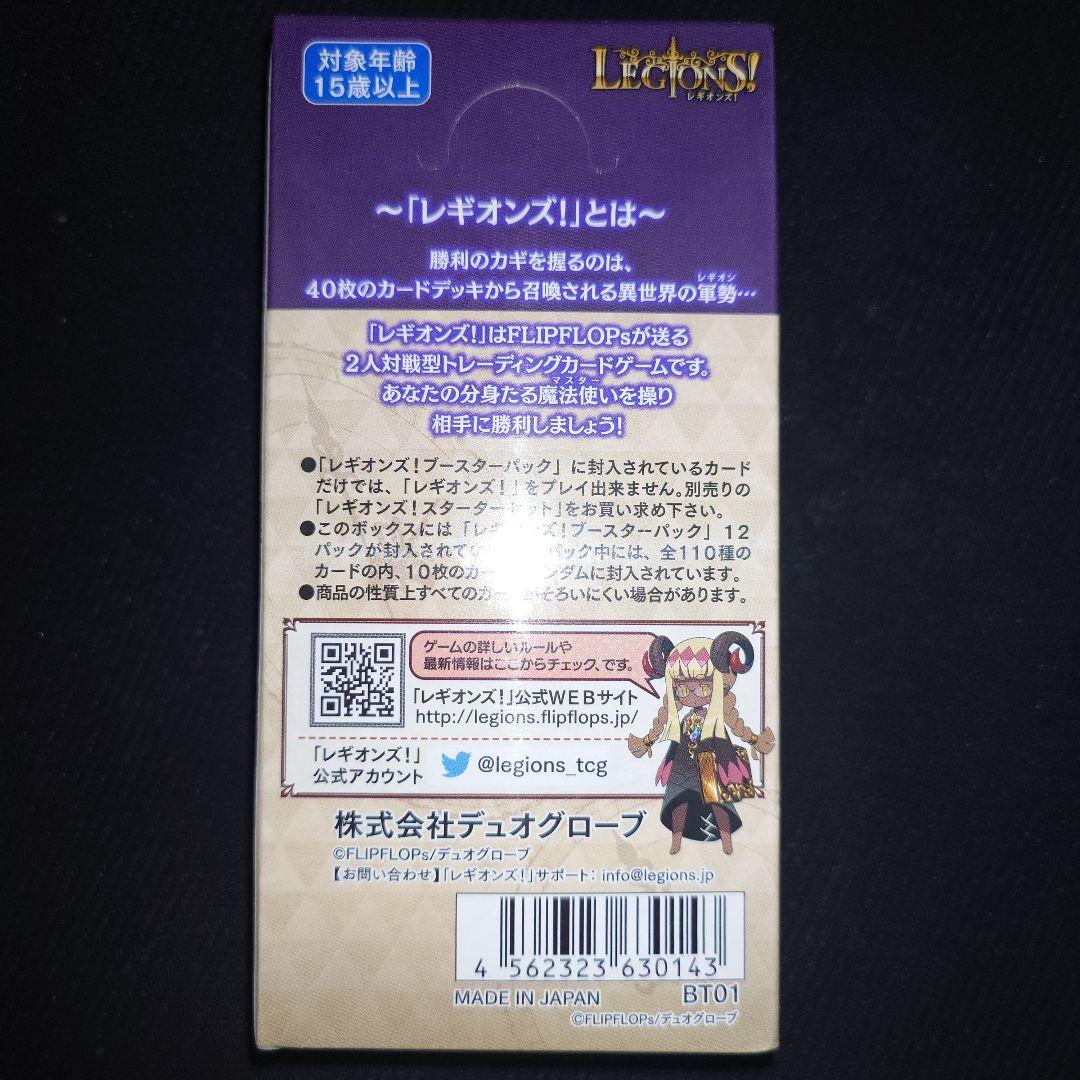 対象年齢
15歳以上
LEGIONS!
レギオンズ!
～「レギオンズ!」とは～
勝利のカギを握るのは、
40枚のカードデッキから召喚される異世界の軍勢…
レギオン
「レギオンズ!」はFLIPFLOPsが送る
2人対戦型トレーディングカードゲームです。
あなたの分身たる魔法使いを操り
マスター
相手に勝利しましょう!
●「レギオンズ!ブースターパック」に封入されているカード
だけでは、「レギオンズ!」をプレイ出来ません。別売りの
「レギオンズ!スターターセット」をお買い求め下さい。
●このボックスには「レギオンズ!ブースターパック」12
パックが封入されてい パック中には、全110種の
カードの内、10枚のカー ンダムに封入されています。
●商品の性質上すべてのカー がそろいにくい場合があります。
ゲームの詳しいルールや
最新情報はここからチェック、です。
「レギオンズ!」公式WEBサイト
http://legions.flipflops.jp/
「レギオンズ!」
公式アカウント
@legions_tcg
株式会社デュオグローブ
©FLIPFLOPs/デュオグローブ
【お問い合わせ】「レギオンズ!」サポート: info@legions.jp
4 562323 630143
MADE IN JAPAN BT01
©FLIPFLOPs/デュオグローブ